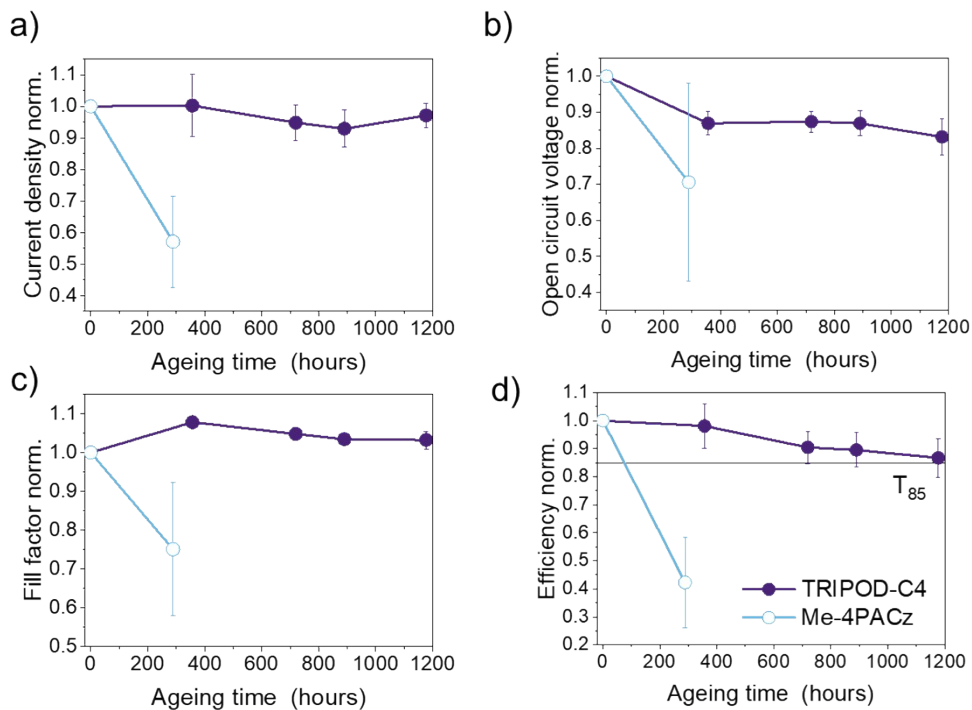 a)
Current density norm.
1.1
1.0
0.9
0.8
0.7
0.6
0.5
0.4
0 200 400 600 800 1000 1200
Ageing time (hours)
b)
Open circuit voltage norm.
1.0
0.9
0.8
0.7
0.6
0.5
0.4
0 200 400 600 800 1000 1200
Ageing time (hours)
c)
Fill factor norm.
1.1
1.0
0.9
0.8
0.7
0.6
0.5
0 200 400 600 800 1000 1200
Ageing time (hours)
d)
Efficiency norm.
1.1
1.0
0.9
0.8
0.7
0.6
0.5
0.4
0.3
0.2
T85
TRIPOD-C4
Me-4PACz
0 200 400 600 800 1000 1200
Ageing time (hours)